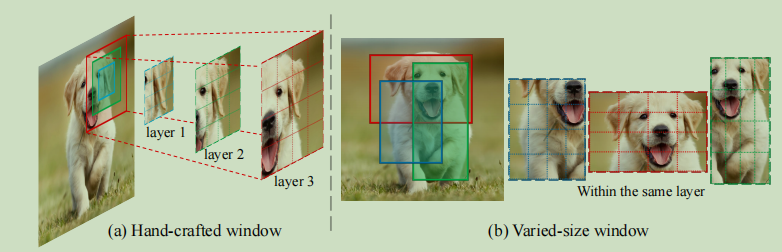 layer 1
layer 2
layer 3
Within the same layer
(a) Hand-crafted window
(b) Varied-size window